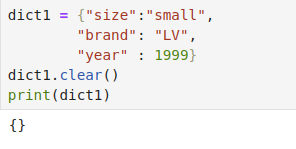 dict1 = {"size":"small",
"brand": "LV",
"year" : 1999}
dict1.clear()
print(dict1)
{}